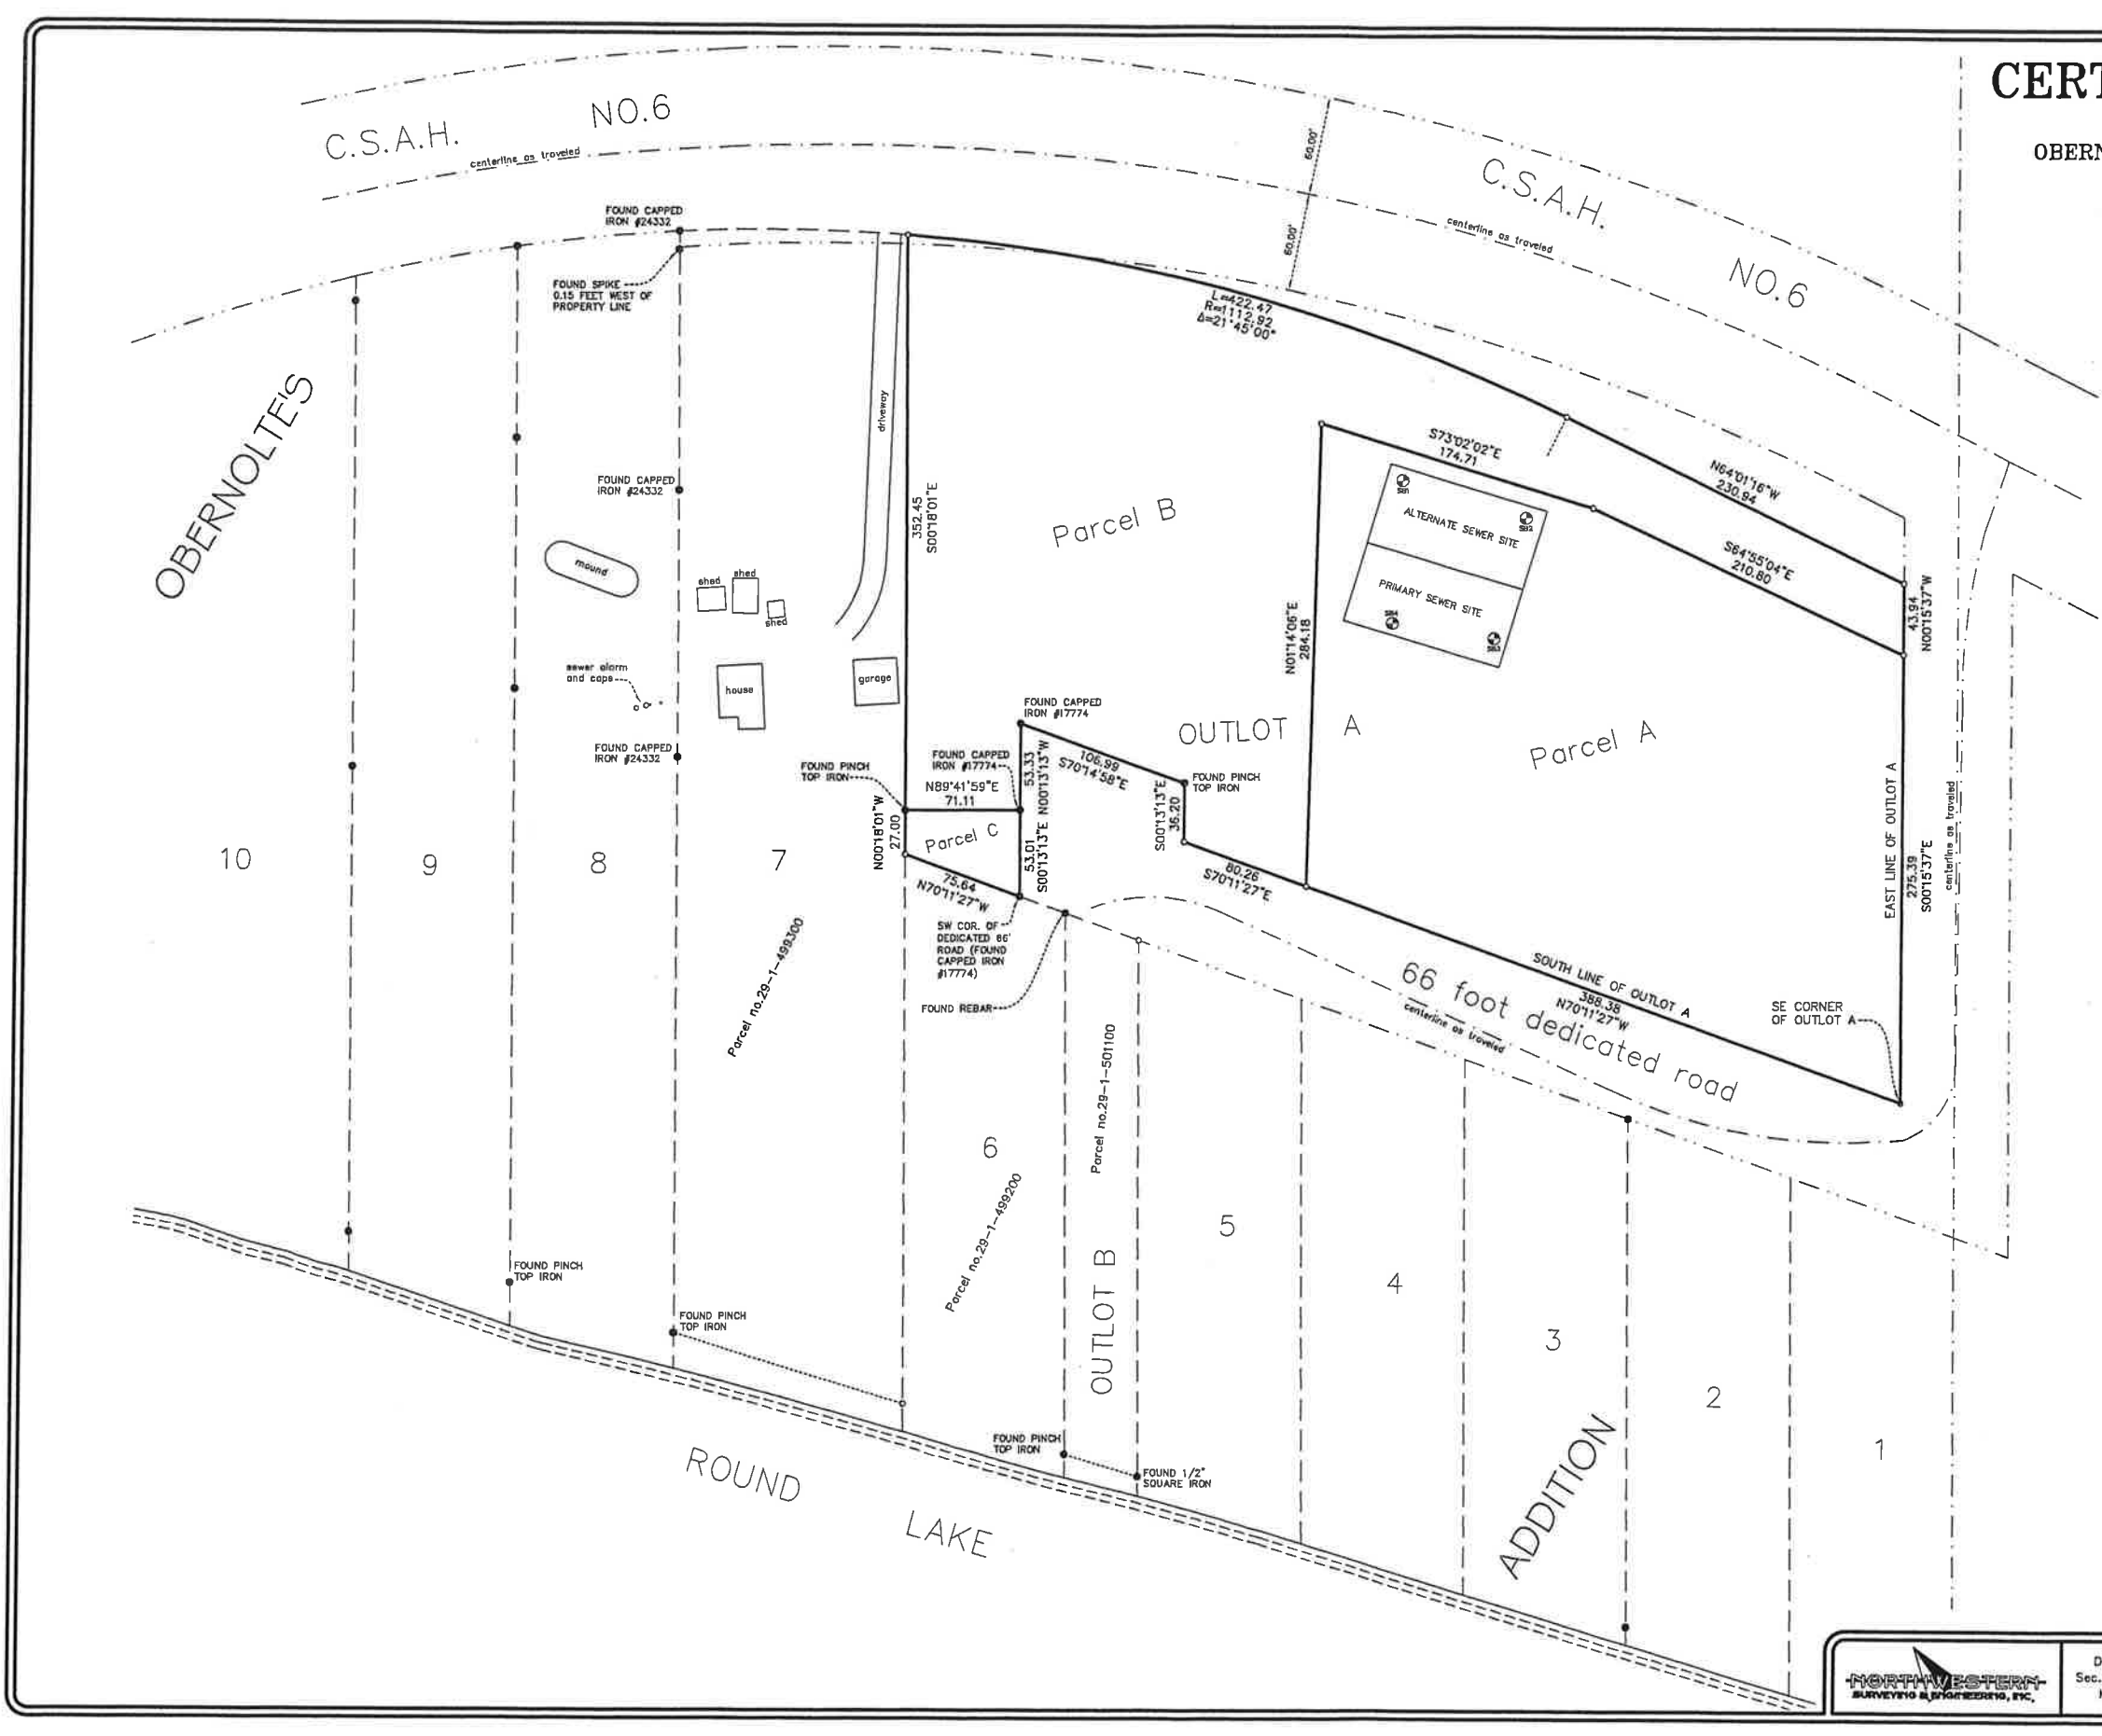 CERT
OBERN
C.S.A.H.
NO.6
centerline as traveled
60.00'
60.00'
C.S.A.H.
NO.6
centerline as traveled
FOUND CAPPED
IRON #24332
FOUND SPIKE
0.15 FEET WEST OF
PROPERTY LINE
L=422.47
R=1112.92
Δ=21°45'00"
OBERNOLTE'S
driveway
352.45
S00°18'01"E
FOUND CAPPED
IRON #24332
Parcel B
S73°02'02"E
174.71
N64°01'16"W
230.94
SB1
ALTERNATE SEWER SITE
SB2
PRIMARY SEWER SITE
SB4
SB3
S64°55'04"E
210.80
43.94
N00°15'37"W
mound
shed
shed
shed
N01°14'06"E
284.18
sewer alarm
and caps
house
garage
FOUND CAPPED
IRON #24332
FOUND CAPPED
IRON #17774
OUTLOT A
Parcel A
FOUND PINCH
TOP IRON
FOUND CAPPED
IRON #17774
N89°41'59"E
71.11
53.33
N00°13'13"W
106.99
S70°14'58"E
FOUND PINCH
TOP IRON
S00°13'13"E
36.20
N00°18'01"W
27.00
Parcel C
53.01
S00°13'13"E
75.64
N70°11'27"W
80.26
S70°11'27"E
EAST LINE OF OUTLOT A
275.39
S00°15'37"E
centerline as traveled
10
9
8
7
SW COR. OF
DEDICATED 66'
ROAD (FOUND
CAPPED IRON
#17774)
FOUND REBAR
SOUTH LINE OF OUTLOT A
388.38
N70°11'27"W
66 foot dedicated road
centerline as traveled
SE CORNER
OF OUTLOT A
Parcel no.29-1-499300
Parcel no.29-1-501100
6
Parcel no.29-1-499200
OUTLOT B
5
4
3
2
1
ADDITION
FOUND PINCH
TOP IRON
FOUND PINCH
TOP IRON
FOUND PINCH
TOP IRON
FOUND 1/2"
SQUARE IRON
ROUND
LAKE
NORTHWESTERN
SURVEYING & ENGINEERING, INC.
D
Sec.